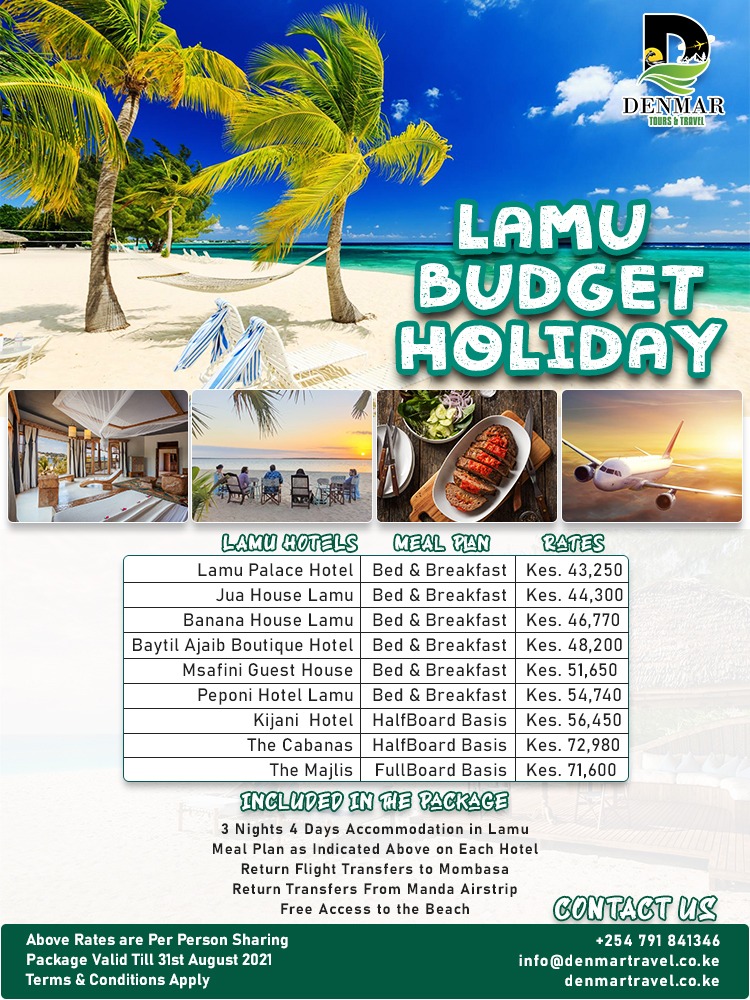 DENMAR
TOURS & TRAVEL
LAMU
BUDGET
HOLIDAY
LAMU HOTELS MEAL PLAN RATES
Lamu Palace Hotel Bed & Breakfast Kes. 43,250
Jua House Lamu Bed & Breakfast Kes. 44,300
Banana House Lamu Bed & Breakfast Kes. 46,770
Baytil Ajaib Boutique Hotel Bed & Breakfast Kes. 48,200
Msafini Guest House Bed & Breakfast Kes. 51,650
Peponi Hotel Lamu Bed & Breakfast Kes. 54,740
Kijani Hotel HalfBoard Basis Kes. 56,450
The Cabanas HalfBoard Basis Kes. 72,980
The Majlis FullBoard Basis Kes. 71,600
INCLUDED IN THE PACKAGE
3 Nights 4 Days Accommodation in Lamu
Meal Plan as Indicated Above on Each Hotel
Return Flight Transfers to Mombasa
Return Transfers From Manda Airstrip
Free Access to the Beach
CONTACT US
Above Rates are Per Person Sharing
Package Valid Till 31st August 2021
Terms & Conditions Apply
+254 791 841346
info@denmartravel.co.ke
denmartravel.co.ke